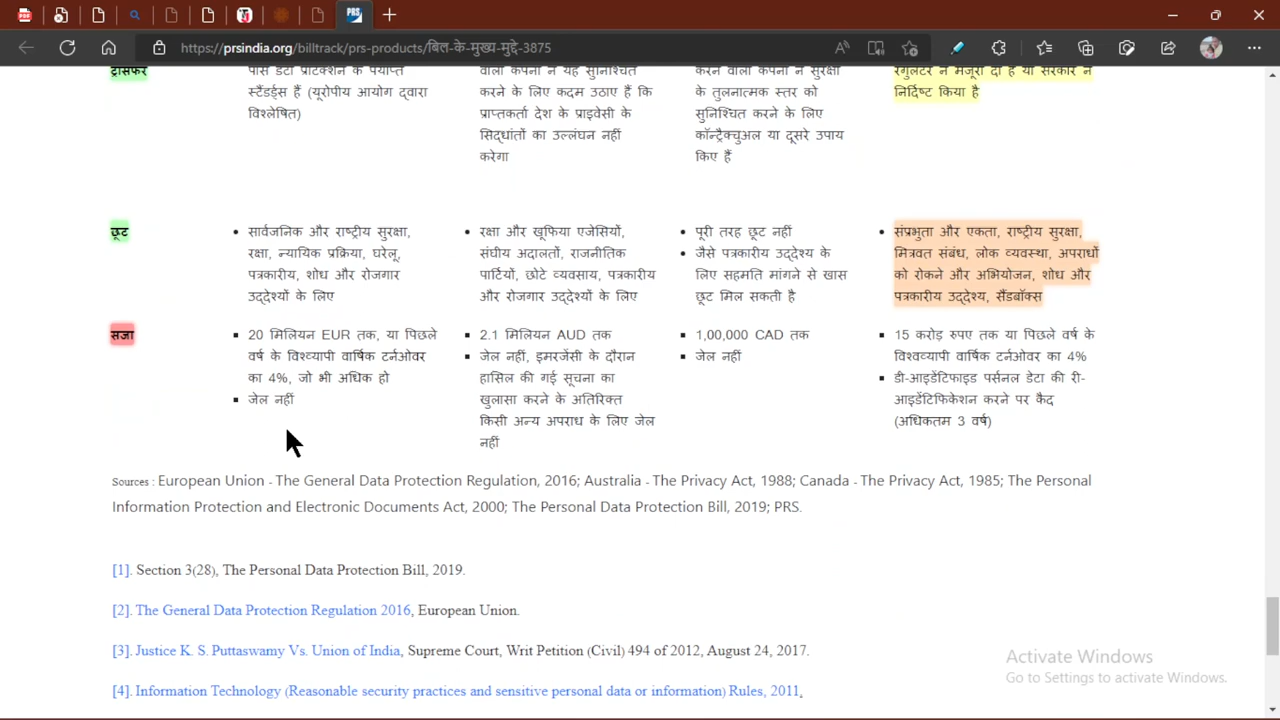 https://prsindia.org/billtrack/prs-products/बिल-के-मुख्य-मुद्दे-3875
ट्रांसफर
पास डेटा प्रोटेक्शन के पर्याप्त
स्टैंडर्ड्स हैं (यूरोपीय आयोग द्वारा
विश्लेषित)
वाली कंपनी ने यह सुनिश्चित
करने के लिए कदम उठाए हैं कि
प्राप्तकर्ता देश के प्राइवेसी के
सिद्धांतों का उल्लंघन नहीं
करेगा
करने वाली कंपनी ने सुरक्षा
के तुलनात्मक स्तर को
सुनिश्चित करने के लिए
कॉन्ट्रैक्चुअल या दूसरे उपाय
किए हैं
रेगुलेटर ने मंजूरी दी है या सरकार ने
निर्दिष्ट किया है
छूट
सार्वजनिक और राष्ट्रीय सुरक्षा,
रक्षा, न्यायिक प्रक्रिया, घरेलू,
पत्रकारीय, शोध और रोजगार
उद्देश्यों के लिए
रक्षा और खूफिया एजेंसियों,
संघीय अदालतों, राजनीतिक
पार्टियों, छोटे व्यवसाय, पत्रकारीय
और रोजगार उद्देश्यों के लिए
पूरी तरह छूट नहीं
जैसे पत्रकारीय उद्देश्य के
लिए सहमति मांगने से खास
छूट मिल सकती है
संप्रभुता और एकता, राष्ट्रीय सुरक्षा,
मित्रवत संबंध, लोक व्यवस्था, अपराधों
को रोकने और अभियोजन, शोध और
पत्रकारीय उद्देश्य, सैंडबॉक्स
सजा
20 मिलियन EUR तक, या पिछले
वर्ष के विश्व्यापी वार्षिक टर्नओवर
का 4%, जो भी अधिक हो
जेल नहीं
2.1 मिलियन AUD तक
जेल नहीं, इमरजेंसी के दौरान
हासिल की गई सूचना का
खुलासा करने के अतिरिक्त
किसी अन्य अपराध के लिए जेल
नहीं
1,00,000 CAD तक
जेल नहीं
15 करोड़ रुपए तक या पिछले वर्ष के
विश्वव्यापी वार्षिक टर्नओवर का 4%
डी-आइडेंटिफाइड पर्सनल डेटा की री-
आइडेंटिफिकेशन करने पर कैद
(अधिकतम 3 वर्ष)
Sources : European Union - The General Data Protection Regulation, 2016; Australia - The Privacy Act, 1988; Canada - The Privacy Act, 1985; The Personal
Information Protection and Electronic Documents Act, 2000; The Personal Data Protection Bill, 2019; PRS.
[1]. Section 3(28), The Personal Data Protection Bill, 2019.
[2]. The General Data Protection Regulation 2016, European Union.
[3]. Justice K. S. Puttaswamy Vs. Union of India, Supreme Court, Writ Petition (Civil) 494 of 2012, August 24, 2017.
[4]. Information Technology (Reasonable security practices and sensitive personal data or information) Rules, 2011.
Activate Windows
Go to Settings to activate Windows.